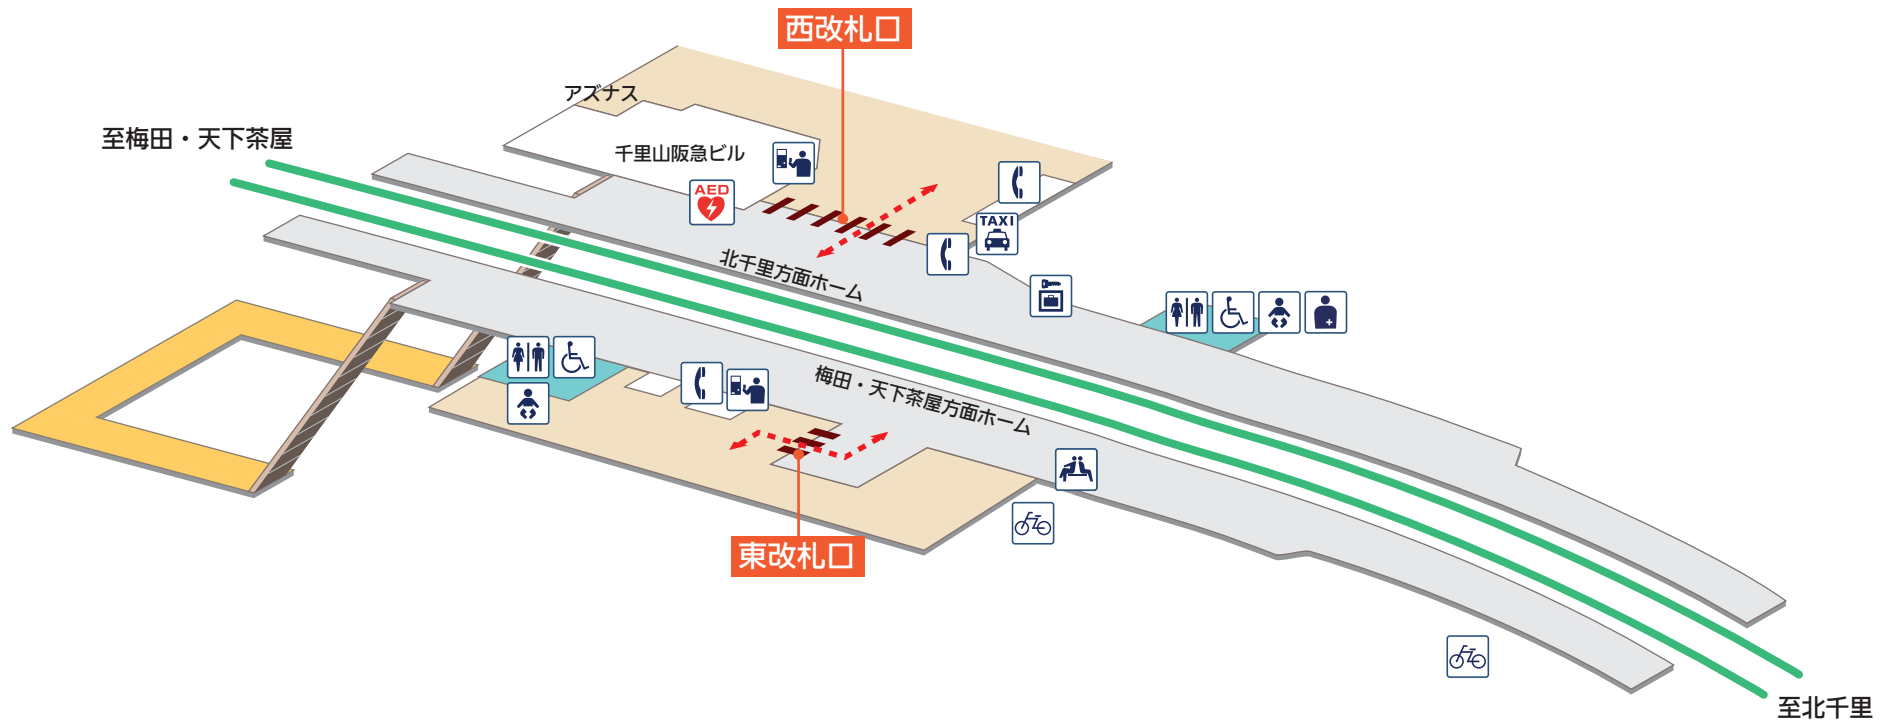 西改札口
アズナス
至梅田・天下茶屋
千里山阪急ビル
AED
TAXI
北千里方面ホーム
梅田・天下茶屋方面ホーム
東改札口
至北千里